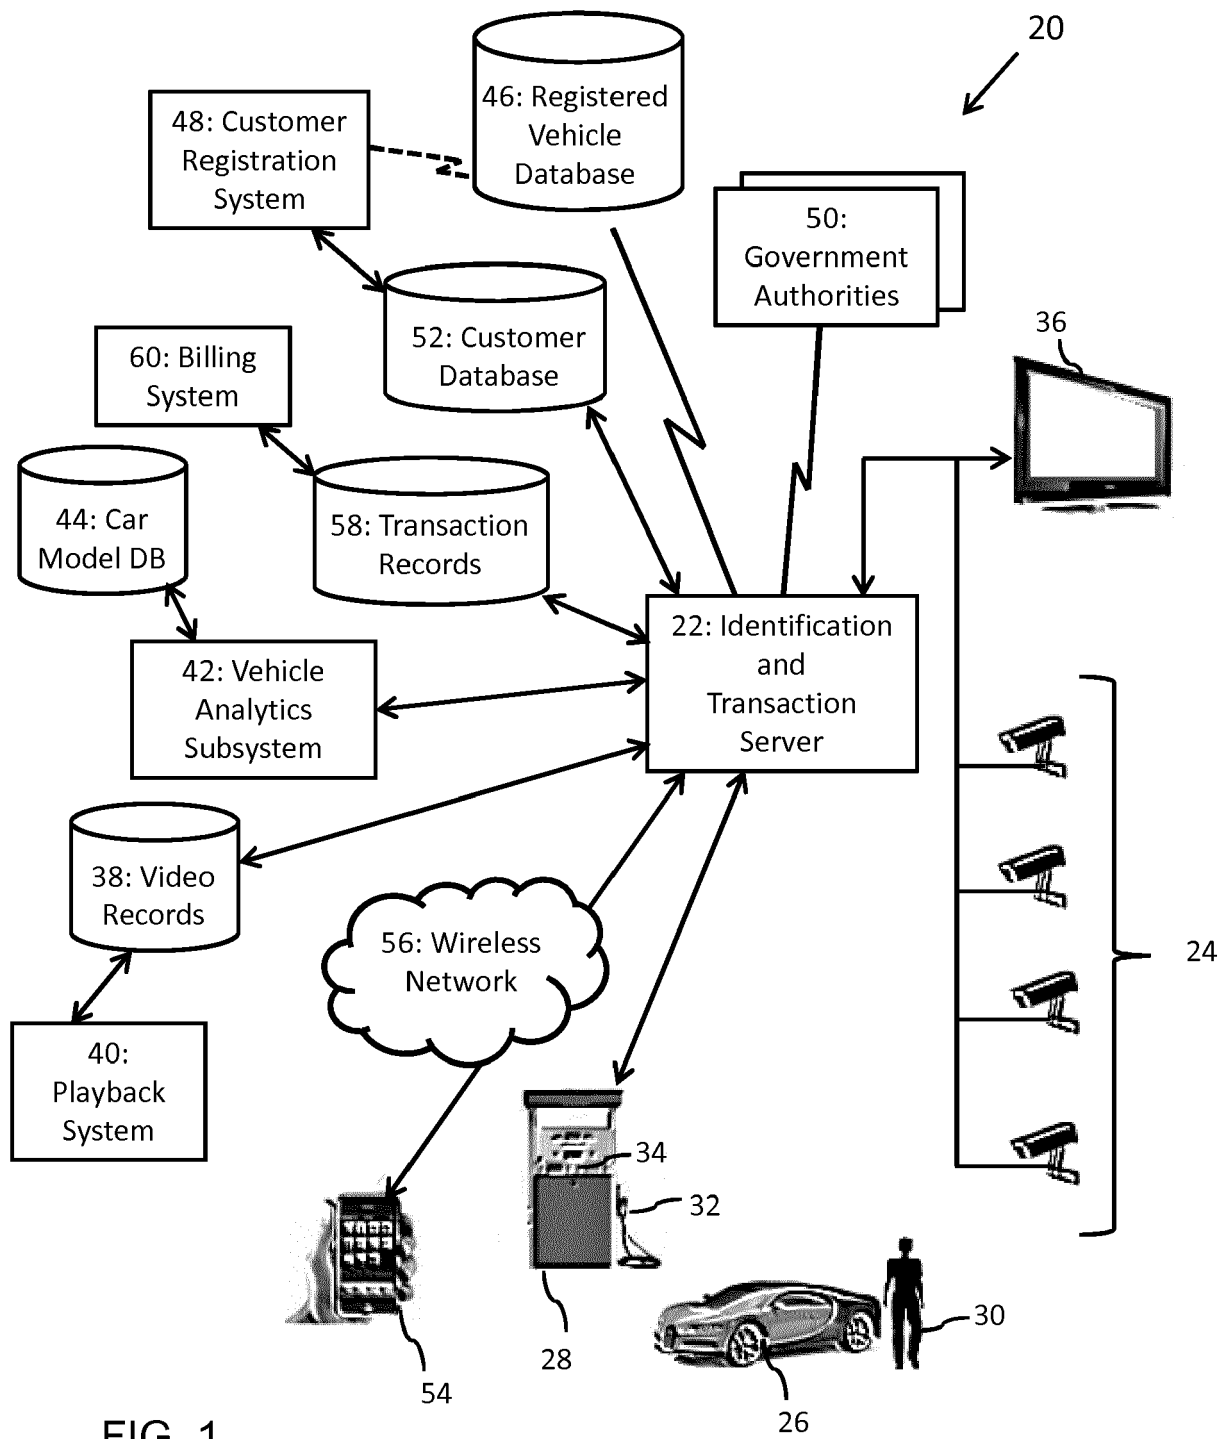 20
46: Registered
Vehicle
Database
48: Customer
Registration
System
50:
Government
Authorities
52: Customer
Database
36
60: Billing
System
44: Car
Model DB
58: Transaction
Records
22: Identification
and
Transaction
Server
42: Vehicle
Analytics
Subsystem
38: Video
Records
56: Wireless
Network
24
40:
Playback
System
34
32
30
28
54
26
FIG. 1